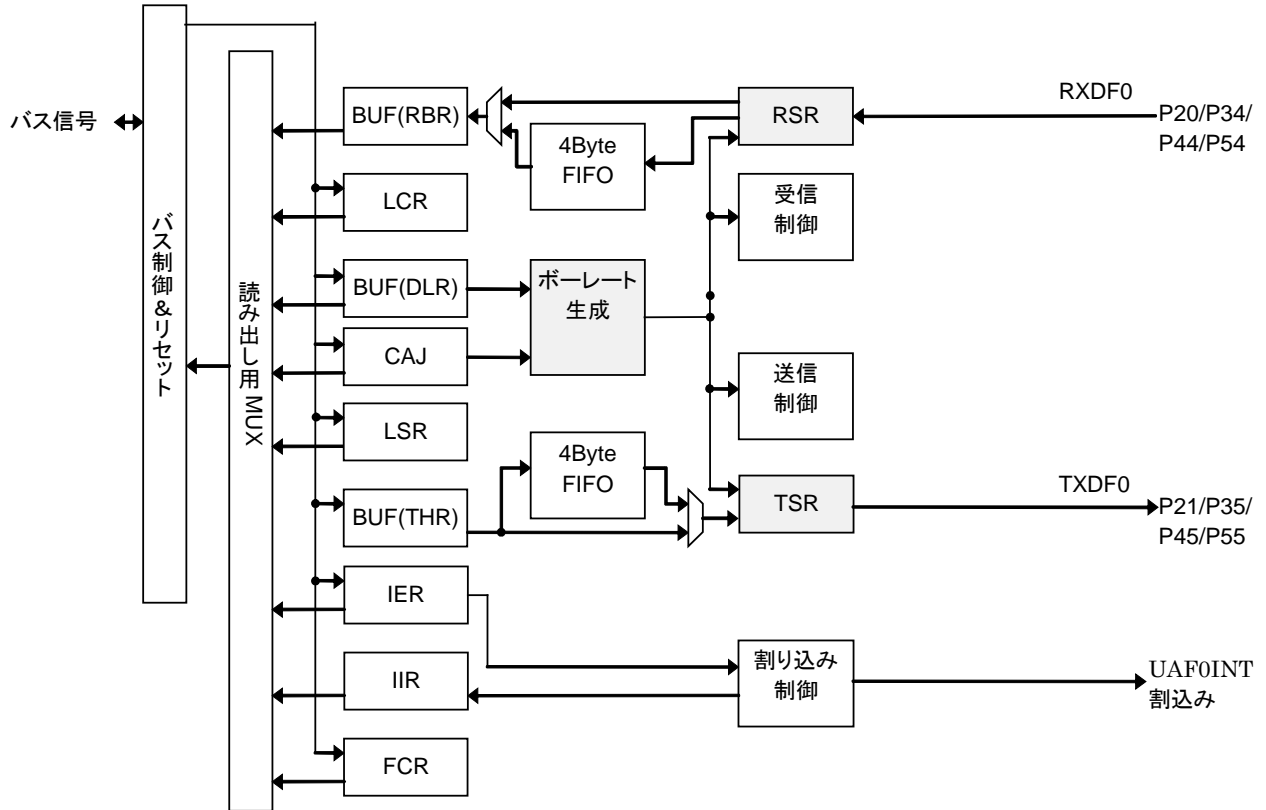 バス信号
バス制御&リセット
読み出し用 MUX
BUF(RBR)
4Byte
FIFO
RSR
RXDF0
P20/P34/
P44/P54
LCR
受信
制御
BUF(DLR)
ボーレート
生成
CAJ
送信
制御
LSR
4Byte
FIFO
BUF(THR)
TSR
TXDF0
P21/P35/
P45/P55
IER
IIR
割り込み
制御
UAF0INT
割込み
FCR